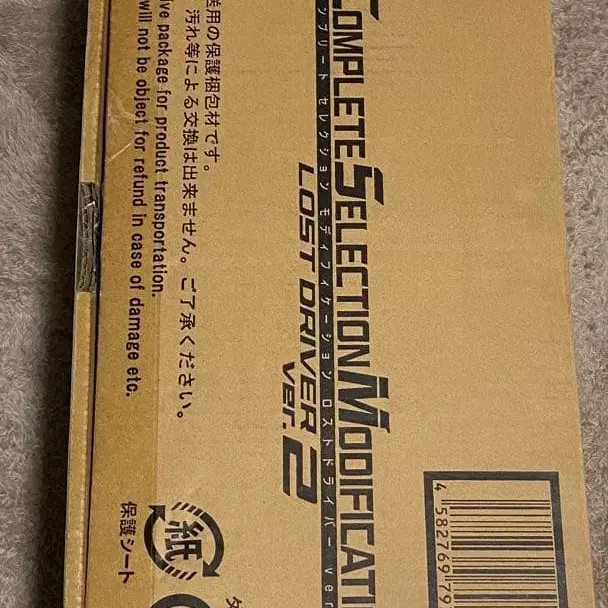 COMPLETE SELECTION MODIFICATI
ンプリート セレクション モディフィケーション ロストドライバー ver
LOST DRIVER
ver.2
送用の保護梱包材です。
汚れ等による交換は出来ません。ご了承ください。
ive package for product transportation.
will not be object for refund in case of damage etc.
紙
保護シート
4 582769 79